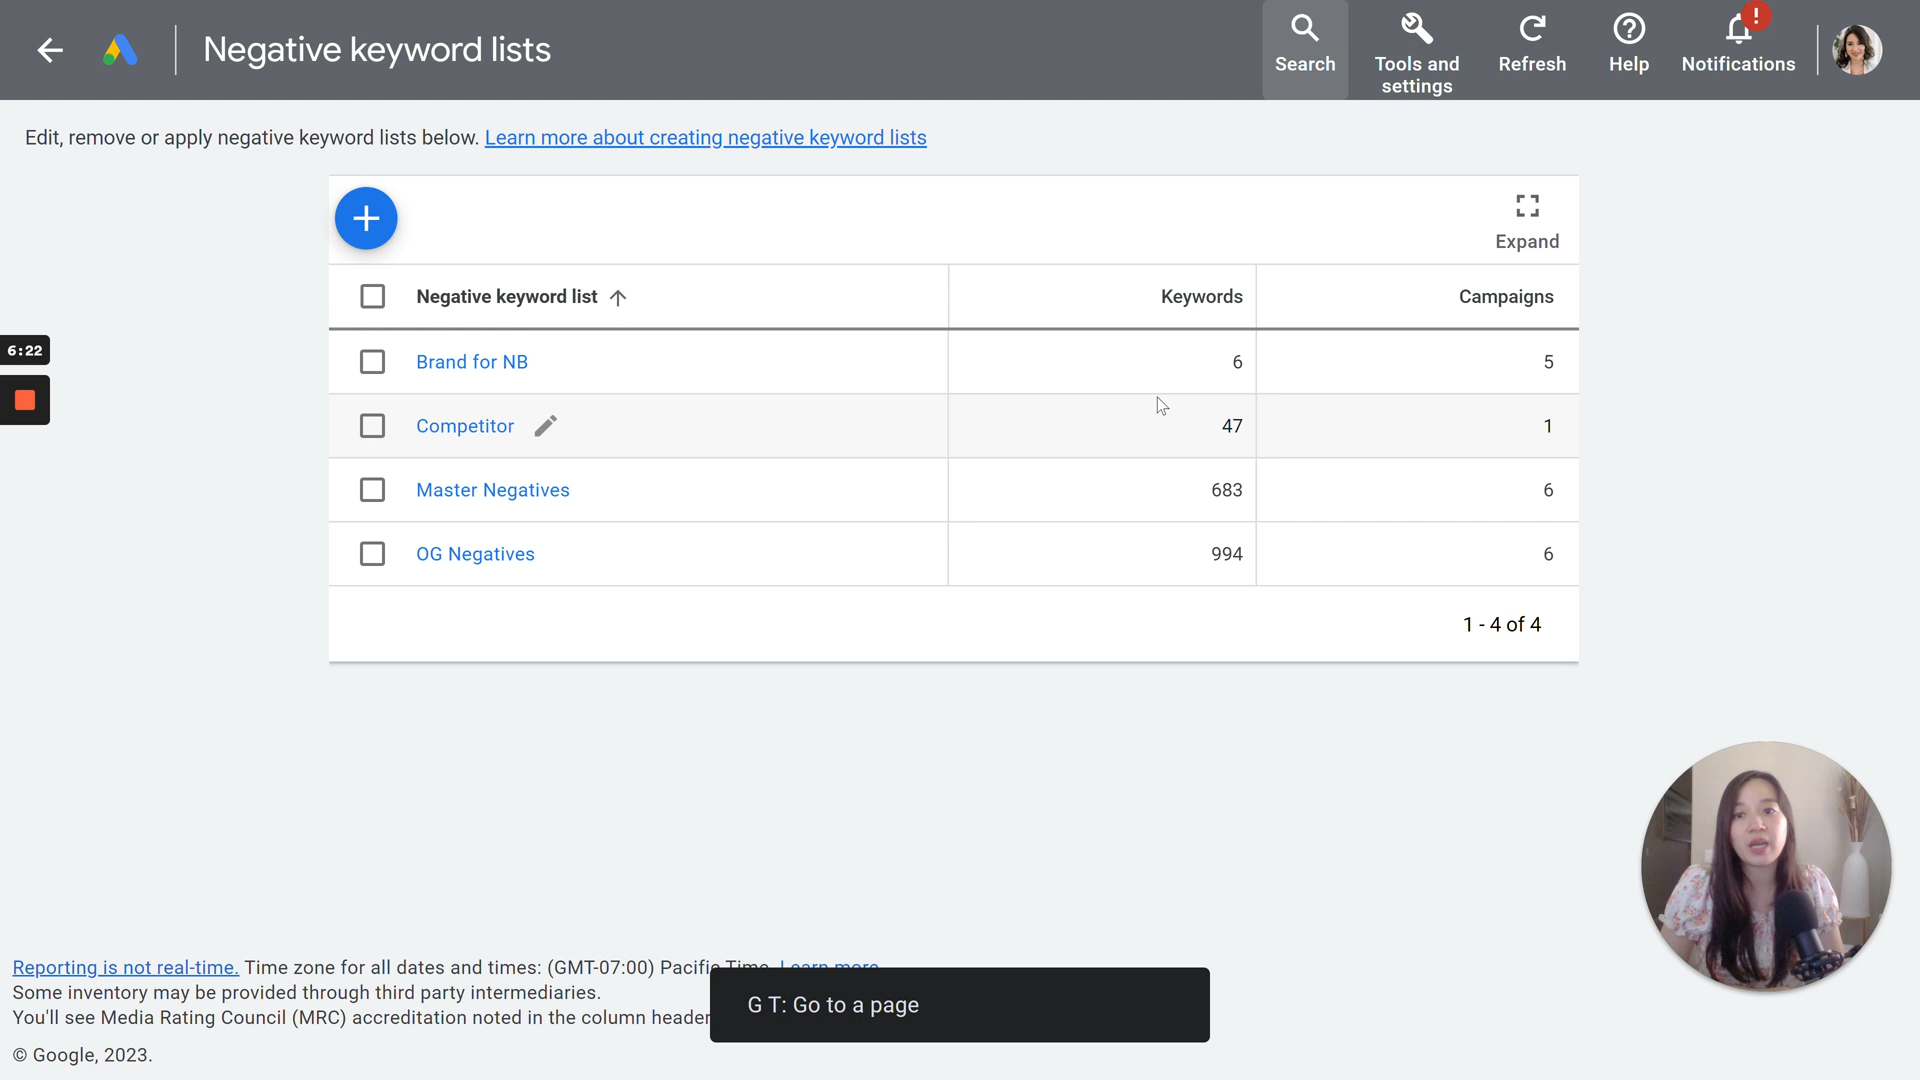 Negative keyword lists
Search
Tools and
settings
Refresh
Help
!
Notifications
Edit, remove or apply negative keyword lists below. Learn more about creating negative keyword lists
Expand
Negative keyword list
Keywords
Campaigns
6:22
Brand for NB
6
5
Competitor
47
1
Master Negatives
683
6
OG Negatives
994
6
1 - 4 of 4
Reporting is not real-time. Time zone for all dates and times: (GMT-07:00) Pacific Time. Learn more
Some inventory may be provided through third party intermediaries.
You'll see Media Rating Council (MRC) accreditation noted in the column header
G T: Go to a page
© Google, 2023.